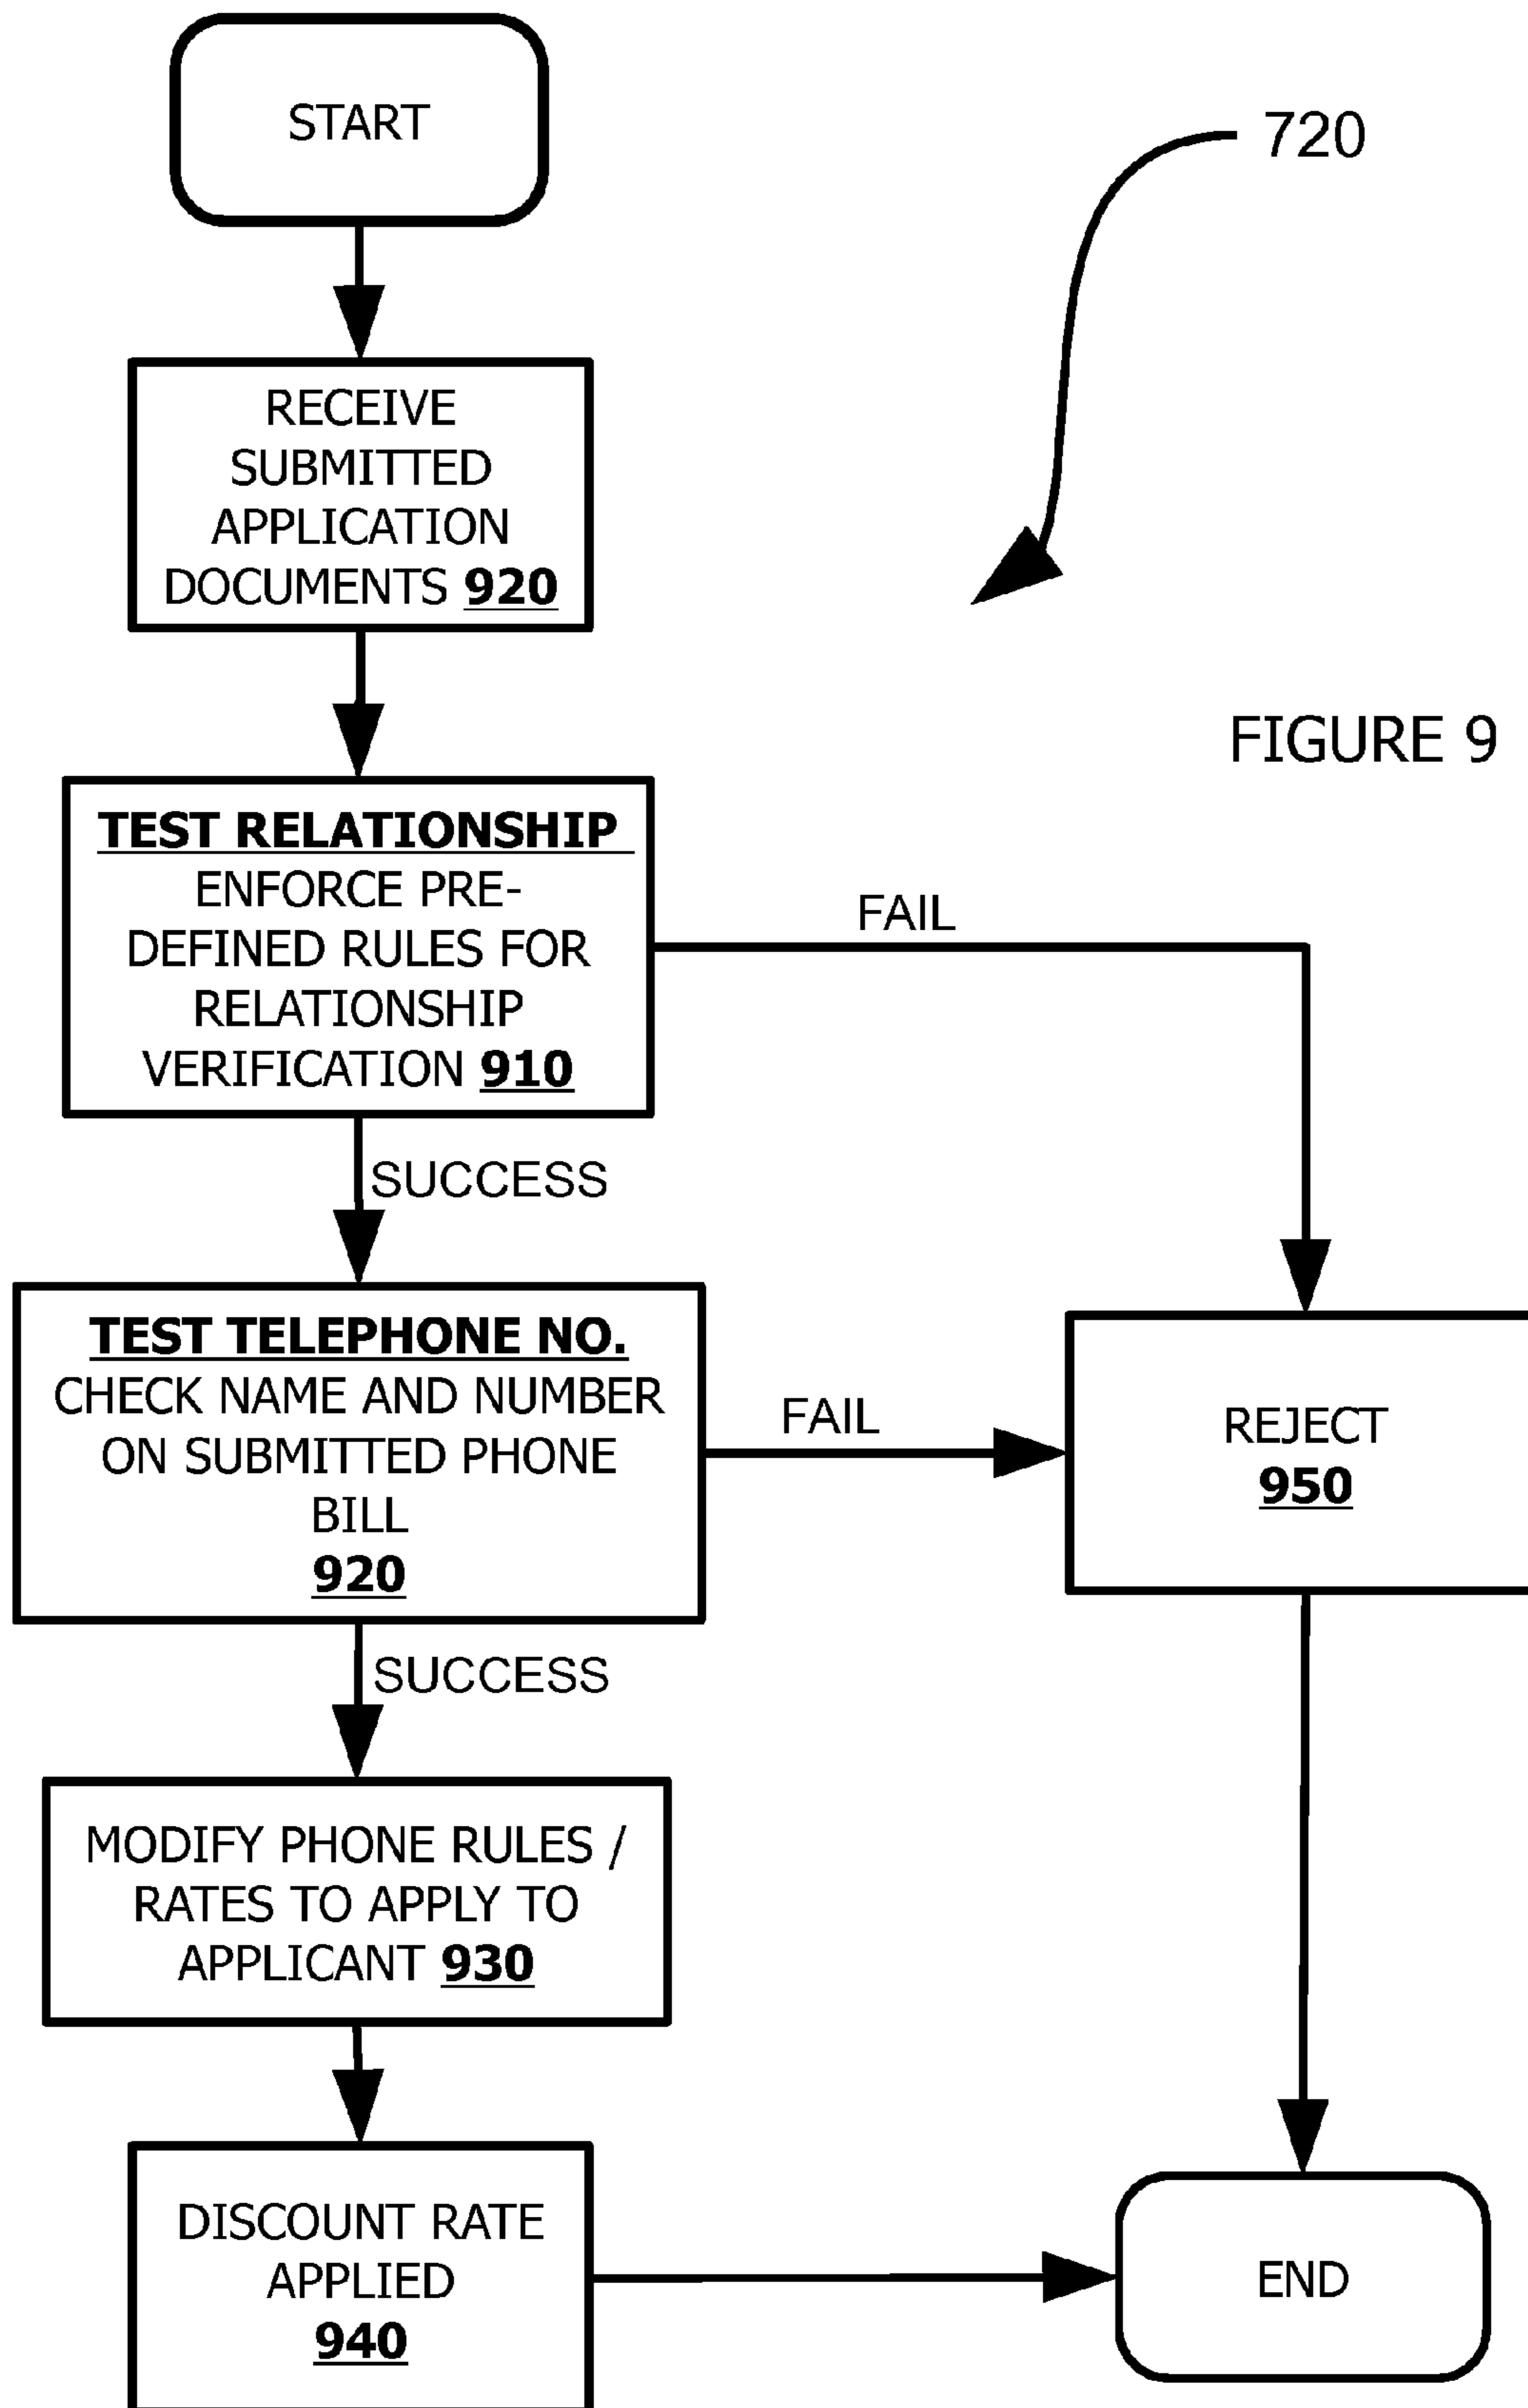 START
720
RECEIVE
SUBMITTED
APPLICATION
DOCUMENTS 920
FIGURE 9
TEST RELATIONSHIP
ENFORCE PRE-
DEFINED RULES FOR
RELATIONSHIP
VERIFICATION 910
FAIL
SUCCESS
TEST TELEPHONE NO.
CHECK NAME AND NUMBER
ON SUBMITTED PHONE
BILL
920
FAIL
REJECT
950
SUCCESS
MODIFY PHONE RULES /
RATES TO APPLY TO
APPLICANT 930
DISCOUNT RATE
APPLIED
940
END